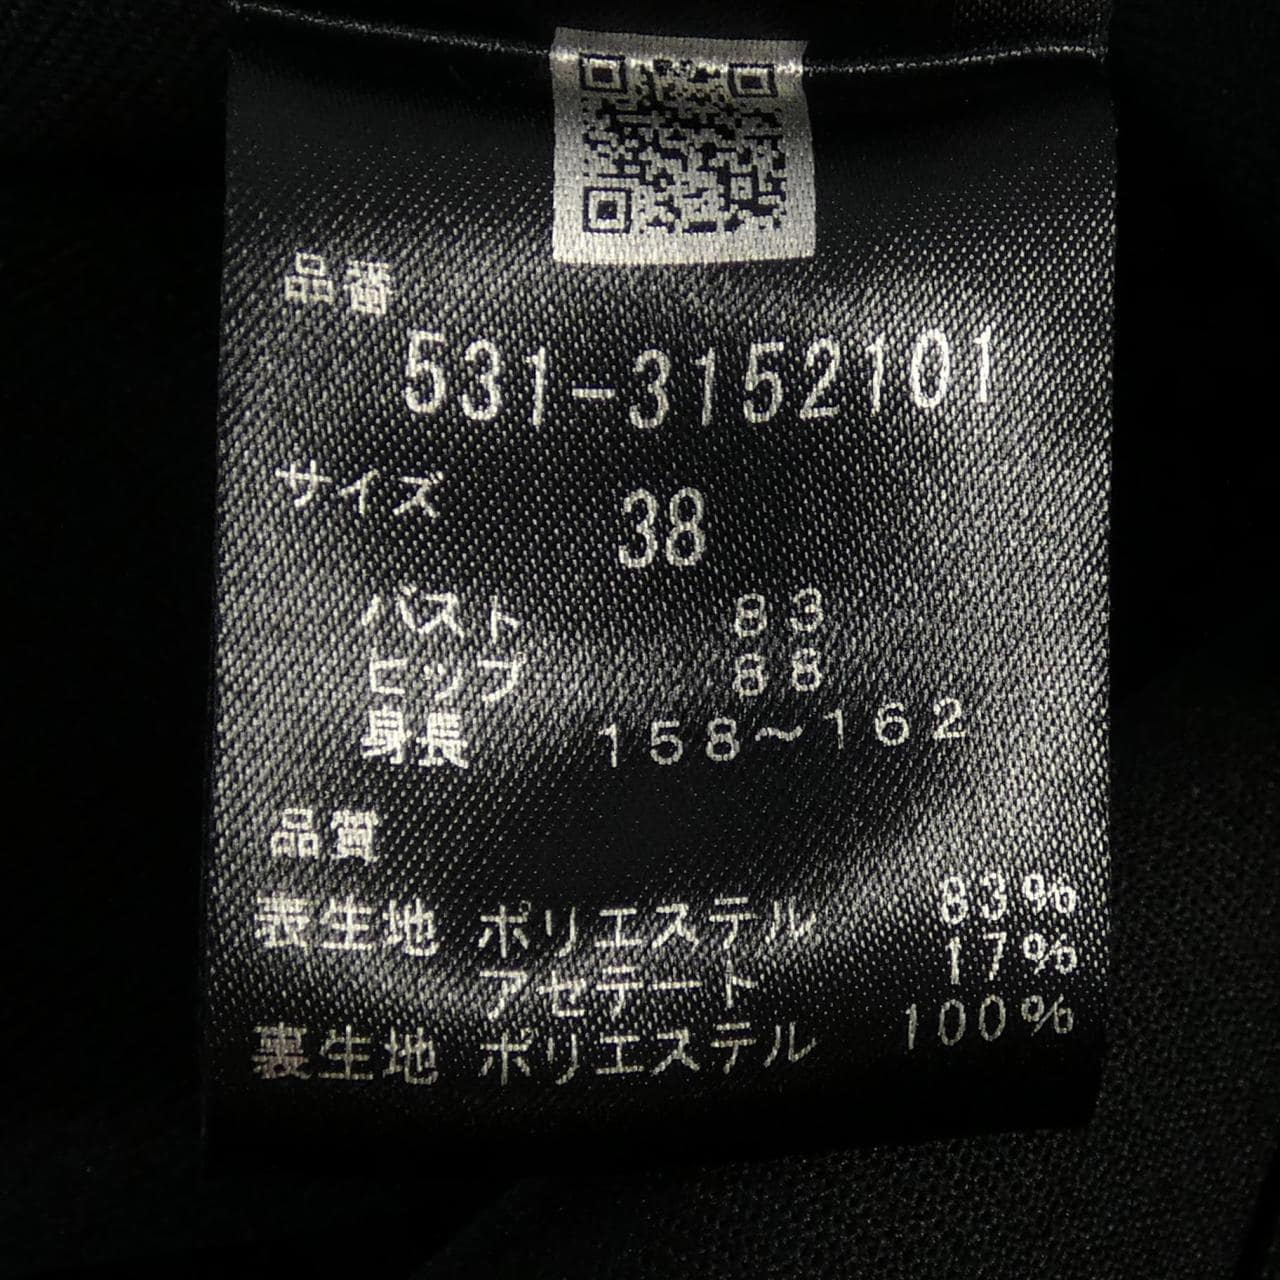 品番
531-3152101
サイズ 38
バスト 83
ヒップ 88
身長 158~162
品質
表生地 ポリエステル 83%
アセテート 17%
裏生地 ポリエステル 100%